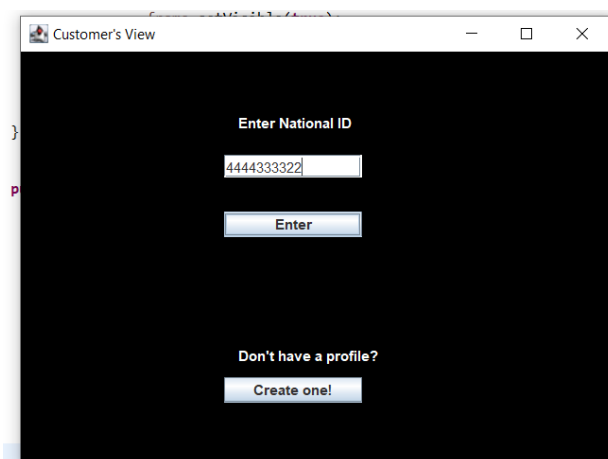 frame.setVisible(true);
Customer's View
Enter National ID
}
4444333322
Enter
Don't have a profile?
Create one!